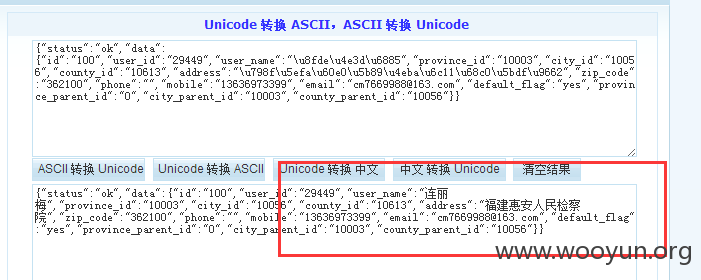 Unicode 转换 ASCII，ASCII 转换 Unicode
{"status":"ok","data":
{"id":"100","user_id":"29449","user_name":"\u8fde\u4e3d\u6885","province_id":"10003","city_id":"1005
6","county_id":"10613","address":"\u798f\u5efa\u60e0\u5b89\u4eba\u6c11\u68c0\u5bdf\u9662","zip_code"
:"362100","phone":"","mobile":"13636973399","email":"cm76699880163.com","default_flag":"yes","provin
ce_parent_id":"0","city_parent_id":"10003","county_parent_id":"10056"}}
ASCII 转换 Unicode
Unicode 转换 ASCII
Unicode 转换 中文
中文 转换 Unicode
清空结果
{"status":"ok","data":{"id":"100","user_id":"29449","user_name":"连丽
梅","province_id":"10003","city_id":"10056","county_id":"10613","address":"福建惠安人民检察
院","zip_code":"362100","phone":"","mobile":"13636973399","email":"cm76699880163.com","default_flag"
:"yes","province_parent_id":"0","city_parent_id":"10003","county_parent_id":"10056"}}
www.wooyun.org